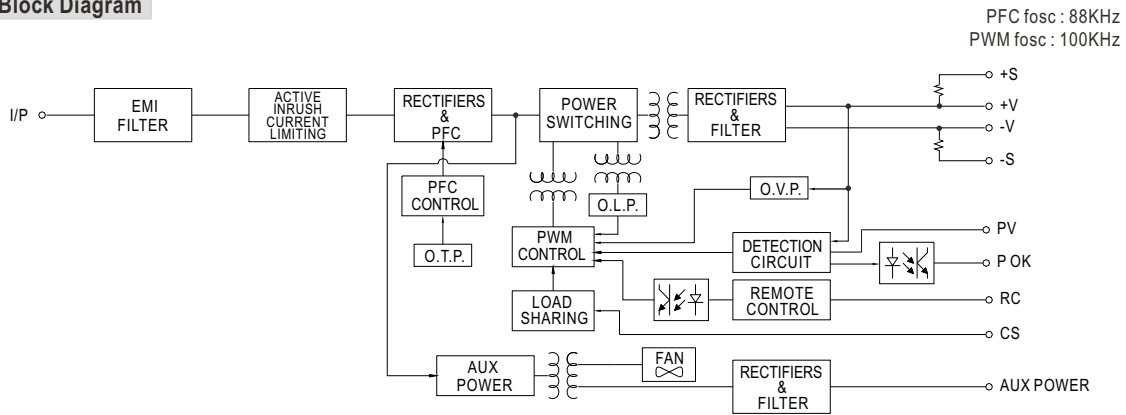 Block Diagram
PFC fosc : 88KHz
PWM fosc : 100KHz
I/P
EMI
FILTER
ACTIVE
INRUSH
CURRENT
LIMITING
RECTIFIERS
&
PFC
POWER
SWITCHING
RECTIFIERS
&
FILTER
+S
+V
-V
-S
PFC
CONTROL
O.T.P.
O.L.P.
O.V.P.
PWM
CONTROL
DETECTION
CIRCUIT
PV
P OK
LOAD
SHARING
REMOTE
CONTROL
RC
CS
AUX
POWER
FAN
RECTIFIERS
&
FILTER
AUX POWER